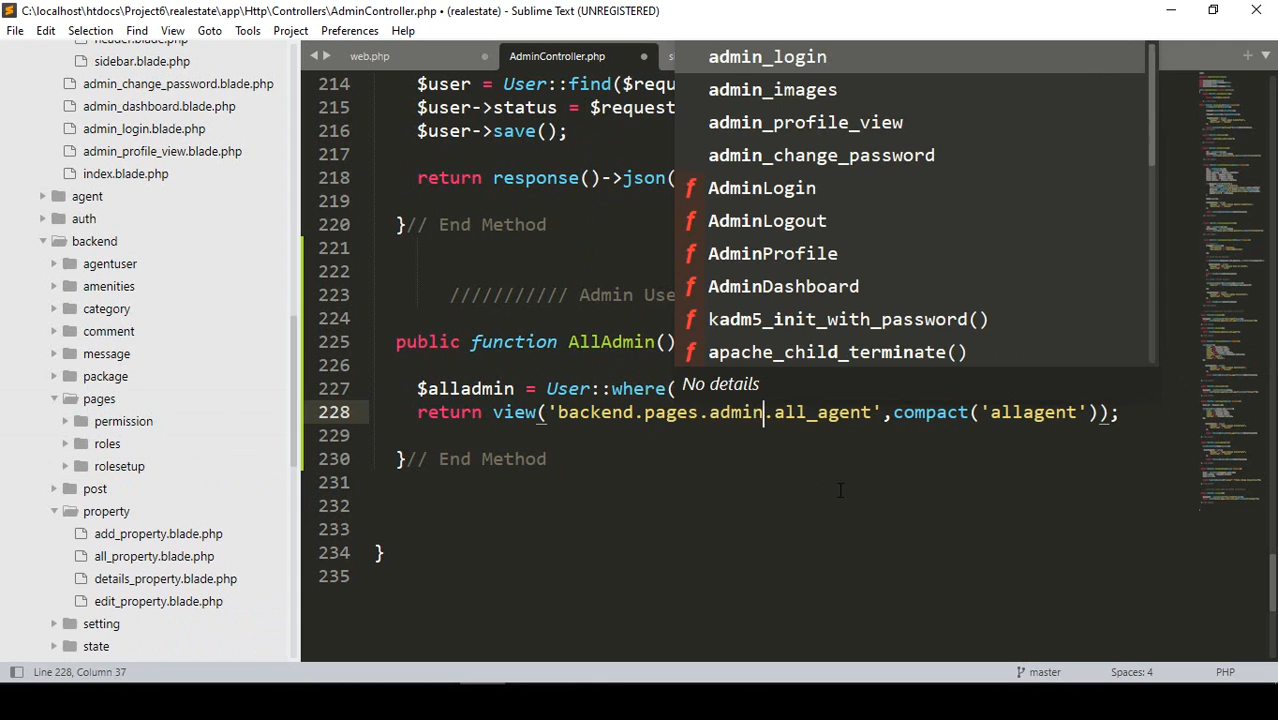 C:\localhost\htdocs\Project6\realestate\app\Http\Controllers\AdminController.php • (realestate) - Sublime Text (UNREGISTERED)
File Edit Selection Find View Goto Tools Project Preferences Help
sidebar.blade.php
admin_change_password.blade.php
admin_dashboard.blade.php
admin_login.blade.php
admin_profile_view.blade.php
index.blade.php
agent
auth
backend
agentuser
amenities
category
comment
message
package
pages
permission
roles
rolesetup
post
property
add_property.blade.php
all_property.blade.php
details_property.blade.php
edit_property.blade.php
setting
state
web.php
AdminController.php
214 $user = User::find($requ
215 $user->status = $request
216 $user->save();
217
218 return response()->json(
219
220 }// End Method
221
222
223 /////////// Admin Use
224
225 public function AllAdmin()
226
227 $alladmin = User::where(
228 return view('backend.pages.admin.all_agent',compact('allagent'));
229
230 }// End Method
231
232
233
234 }
235
admin_login
admin_images
admin_profile_view
admin_change_password
f AdminLogin
f AdminLogout
f AdminProfile
f AdminDashboard
f kadm5_init_with_password()
f apache_child_terminate()
No details
Line 228, Column 37
master
Spaces: 4
PHP